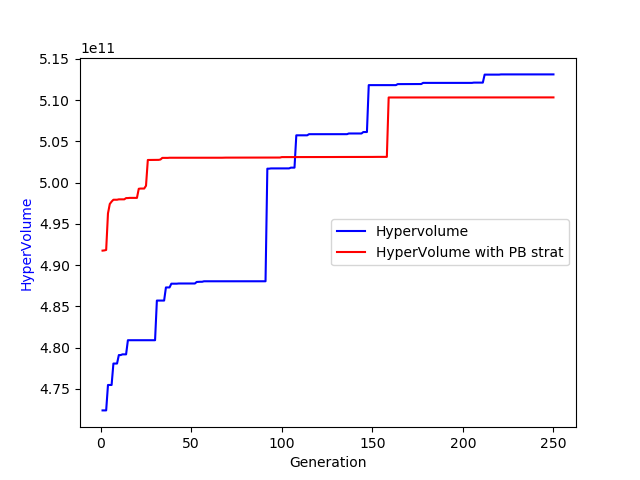 1e11
5.15
5.10
5.05
5.00
4.95
4.90
4.85
4.80
4.75
HyperVolume
Hypervolume
HyperVolume with PB strat
0 50 100 150 200 250
Generation